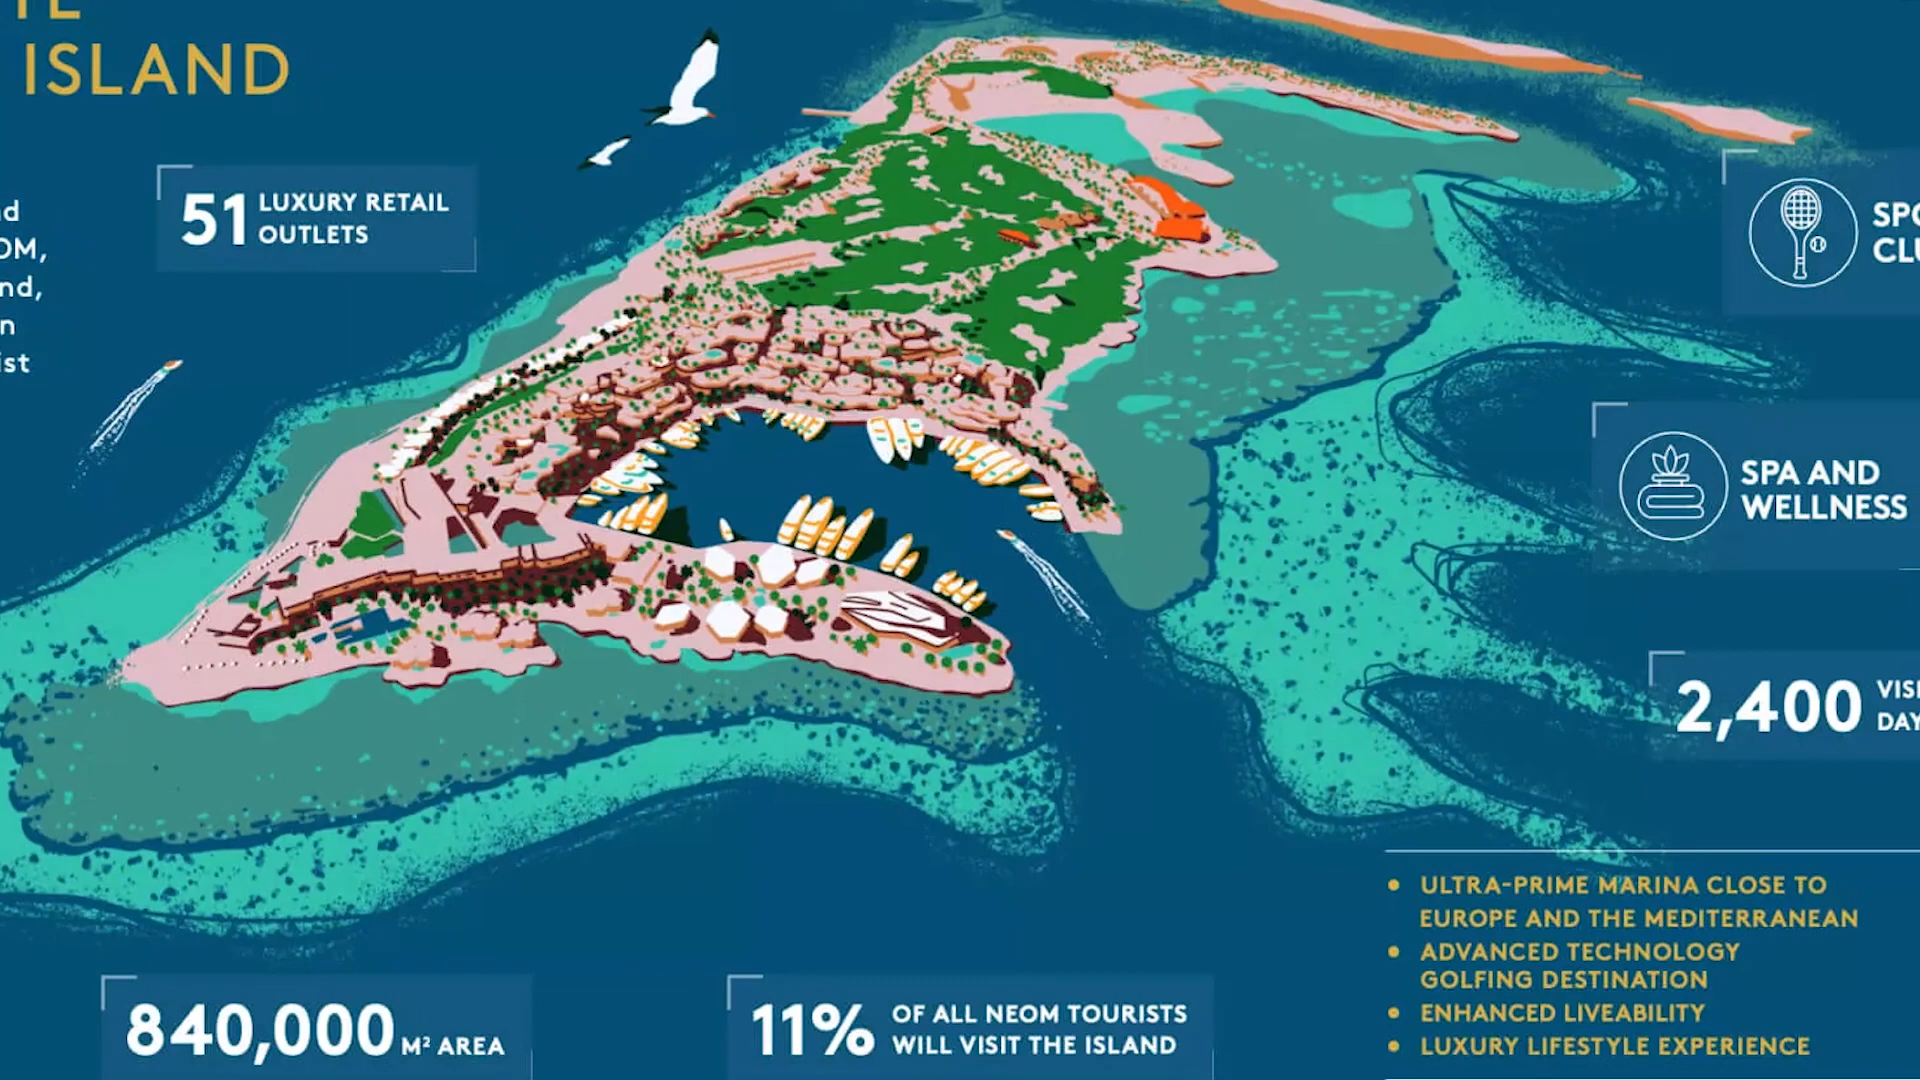 ISLAND
51 LUXURY RETAIL
OUTLETS
nd,
SPA AND
WELLNESS
2,400
840,000 M² AREA
11% OF ALL NEOM TOURISTS
WILL VISIT THE ISLAND
• ULTRA-PRIME MARINA CLOSE TO
EUROPE AND THE MEDITERRANEAN
• ADVANCED TECHNOLOGY
GOLFING DESTINATION
• ENHANCED LIVEABILITY
• LUXURY LIFESTYLE EXPERIENCE